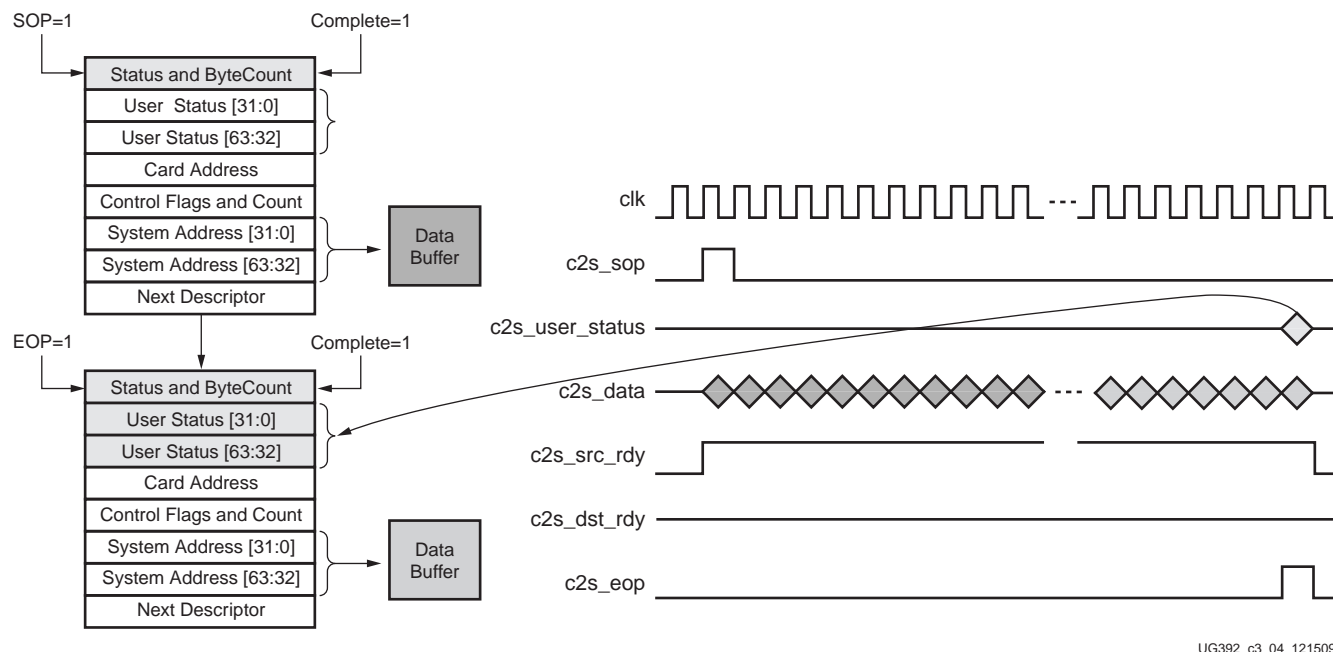 SOP=1
Complete=1
Status and ByteCount
User Status [31:0]
User Status [63:32]
Card Address
Control Flags and Count
System Address [31:0]
System Address [63:32]
Next Descriptor
Data
Buffer
EOP=1
Complete=1
Status and ByteCount
User Status [31:0]
User Status [63:32]
Card Address
Control Flags and Count
System Address [31:0]
System Address [63:32]
Next Descriptor
Data
Buffer
clk
c2s_sop
c2s_user_status
c2s_data
c2s_src_rdy
c2s_dst_rdy
c2s_eop
UG392_c3_04_121509